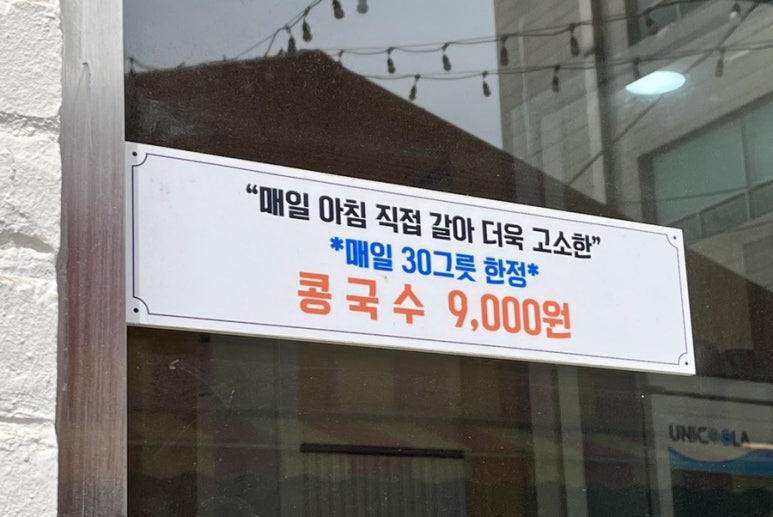 “매일 아침 직접 갈아 더욱 고소한”
*매일 30그릇 한정*
콩국수 9,000원
UNICOOLA